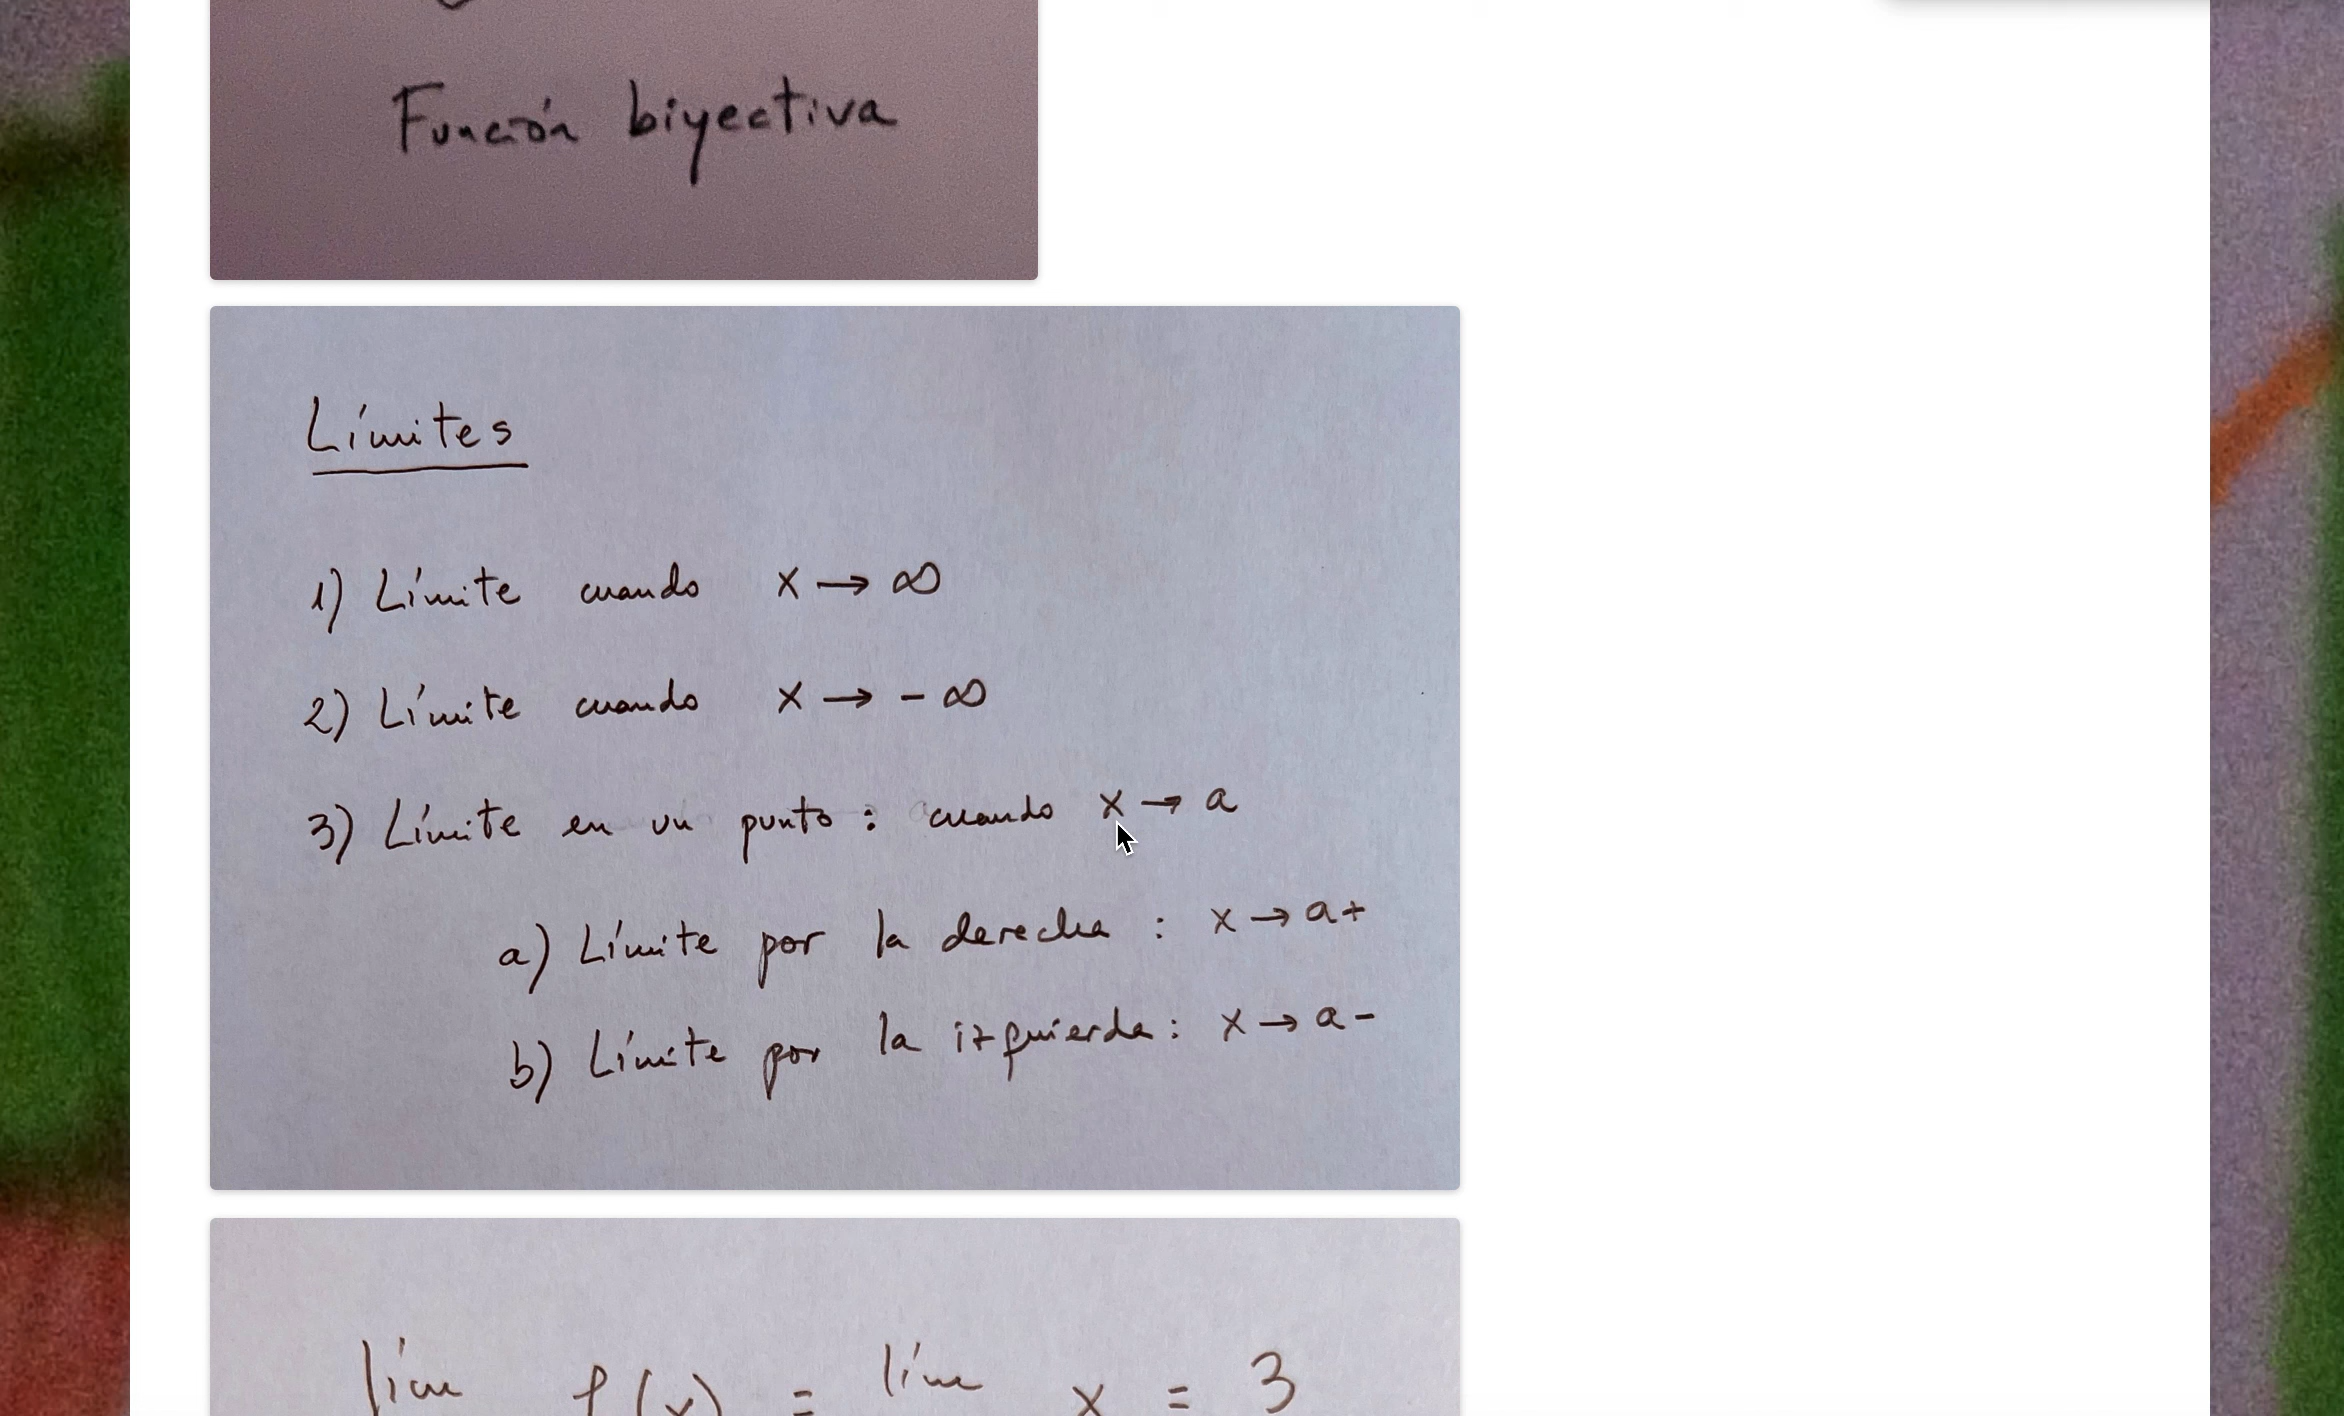 Función biyectiva
Límites
1) Límite cuando x → ∞
2) Límite cuando x → - ∞
3) Límite en un punto : cuando x → a
a) Límite por la derecha : x → a+
b) Límite por la izquierda : x → a-
lím f(x) = lím x = 3